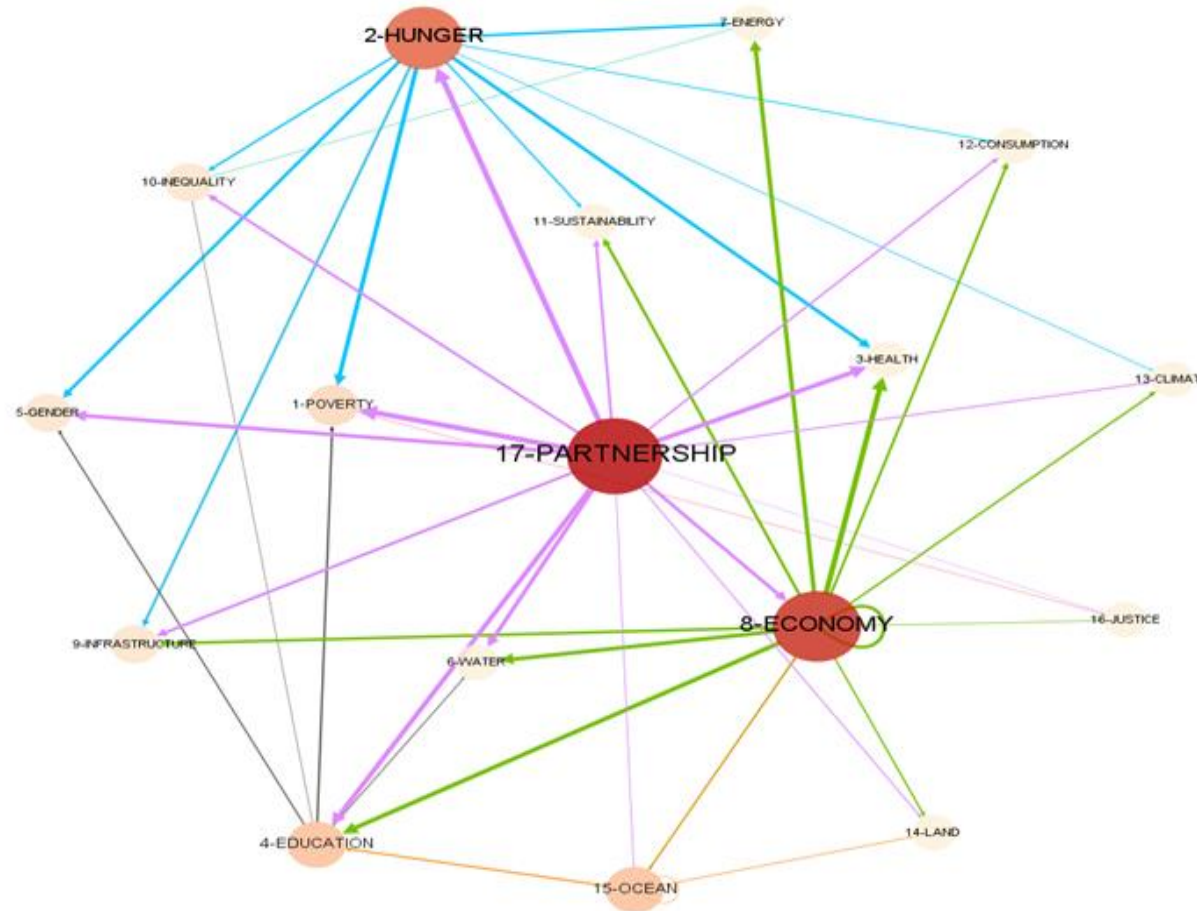 7-ENERGY
2-HUNGER
12-CONSUMPTION
10-INEQUALITY
11-SUSTAINABILITY
3-HEALTH
13-CLIMAT
1-POVERTY
5-GENDER
17-PARTNERSHIP
16-JUSTICE
8-ECONOMY
9-INFRASTRUCTURE
6-WATER
14-LAND
4-EDUCATION
15-OCEAN